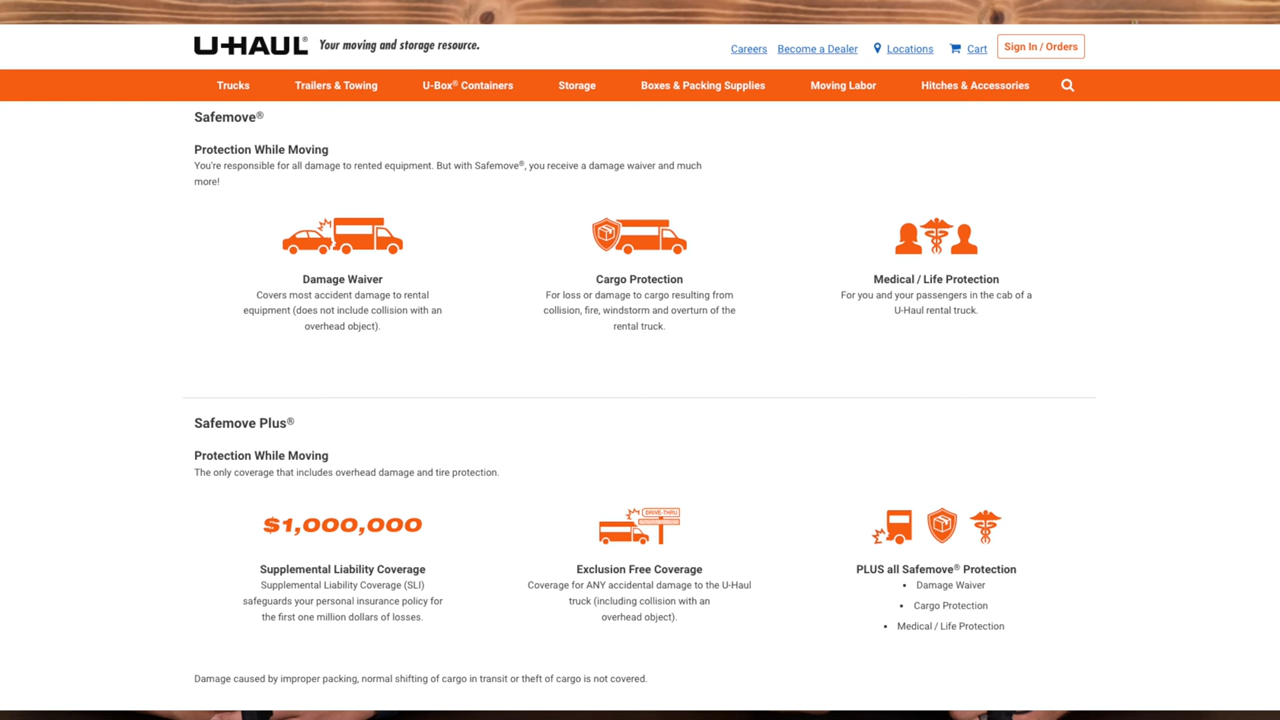 U-HAUL® Your moving and storage resource.
Careers Become a Dealer Locations Cart Sign In / Orders
Trucks Trailers & Towing U-Box® Containers Storage Boxes & Packing Supplies Moving Labor Hitches & Accessories
Safemove®
Protection While Moving
You're responsible for all damage to rented equipment. But with Safemove®, you receive a damage waiver and much
more!
Damage Waiver
Covers most accident damage to rental
equipment (does not include collision with an
overhead object).
Cargo Protection
For loss or damage to cargo resulting from
collision, fire, windstorm and overturn of the
rental truck.
Medical / Life Protection
For you and your passengers in the cab of a
U-Haul rental truck.
Safemove Plus®
Protection While Moving
The only coverage that includes overhead damage and tire protection.
$1,000,000
Supplemental Liability Coverage
Supplemental Liability Coverage (SLI)
safeguards your personal insurance policy for
the first one million dollars of losses.
DRIVE-THRU
Exclusion Free Coverage
Coverage for ANY accidental damage to the U-Haul
truck (including collision with an
overhead object).
PLUS all Safemove® Protection
• Damage Waiver
• Cargo Protection
• Medical / Life Protection
Damage caused by improper packing, normal shifting of cargo in transit or theft of cargo is not covered.